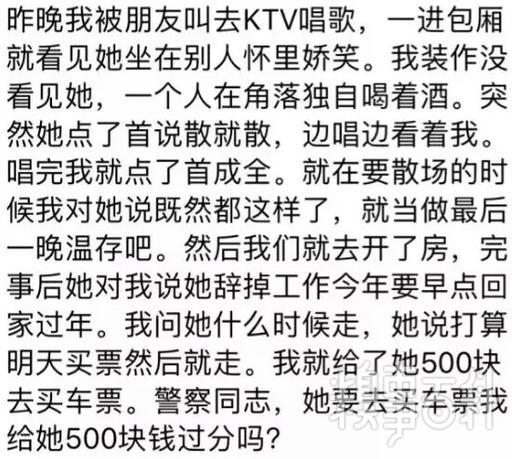 昨晚我被朋友叫去KTV唱歌，一进包厢
就看见她坐在别人怀里娇笑。我装作没
看见她，一个人在角落独自喝着酒。突
然她点了首说散就散，边唱边看着我。
唱完我就点了首成全。就在要散场的时
候我对她说既然都这样了，就当做最后
一晚温存吧。然后我们就去开了房，完
事后她对我说她辞掉工作今年要早点回
家过年。我问她什么时候走，她说打算
明天买票然后就走。我就给了她500块
去买车票。警察同志，她要去买车票我
给她500块钱过分吗？
糗事百科